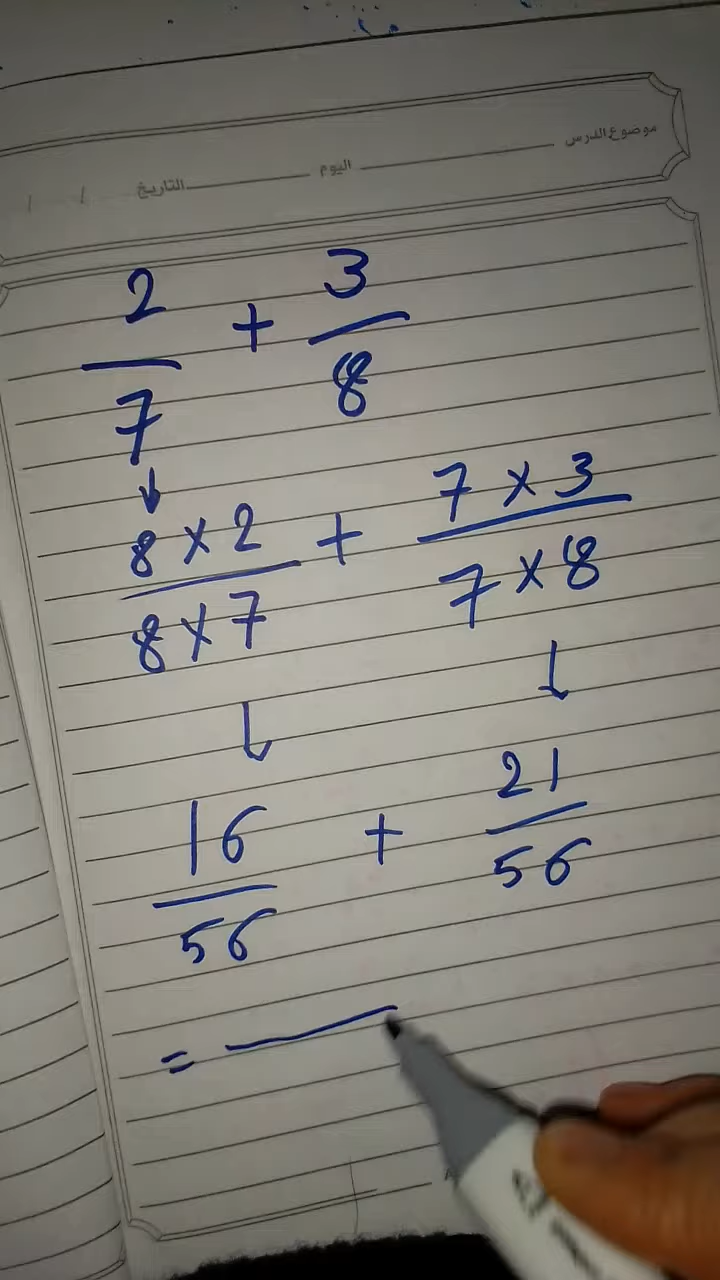 موضوع الدرس اليوم التاريخ / /
2 + 3
7 8
8 × 2 + 7 × 3
8 × 7 7 × 8
16 + 21
56 56
=